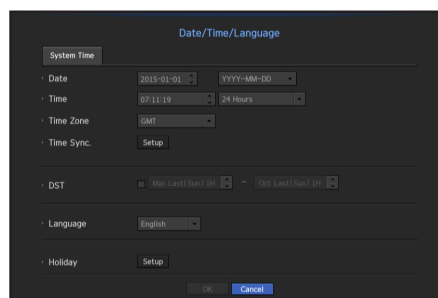 Date/Time/Language
System Time
· Date 2015-01-01 YYYY-MM-DD
· Time 07:11:19 24 Hours
· Time Zone GMT
· Time Sync. Setup
· DST Mar Last(Sun) 1H ~ Oct Last(Sun) 1H
· Language English
· Holiday Setup
OK Cancel